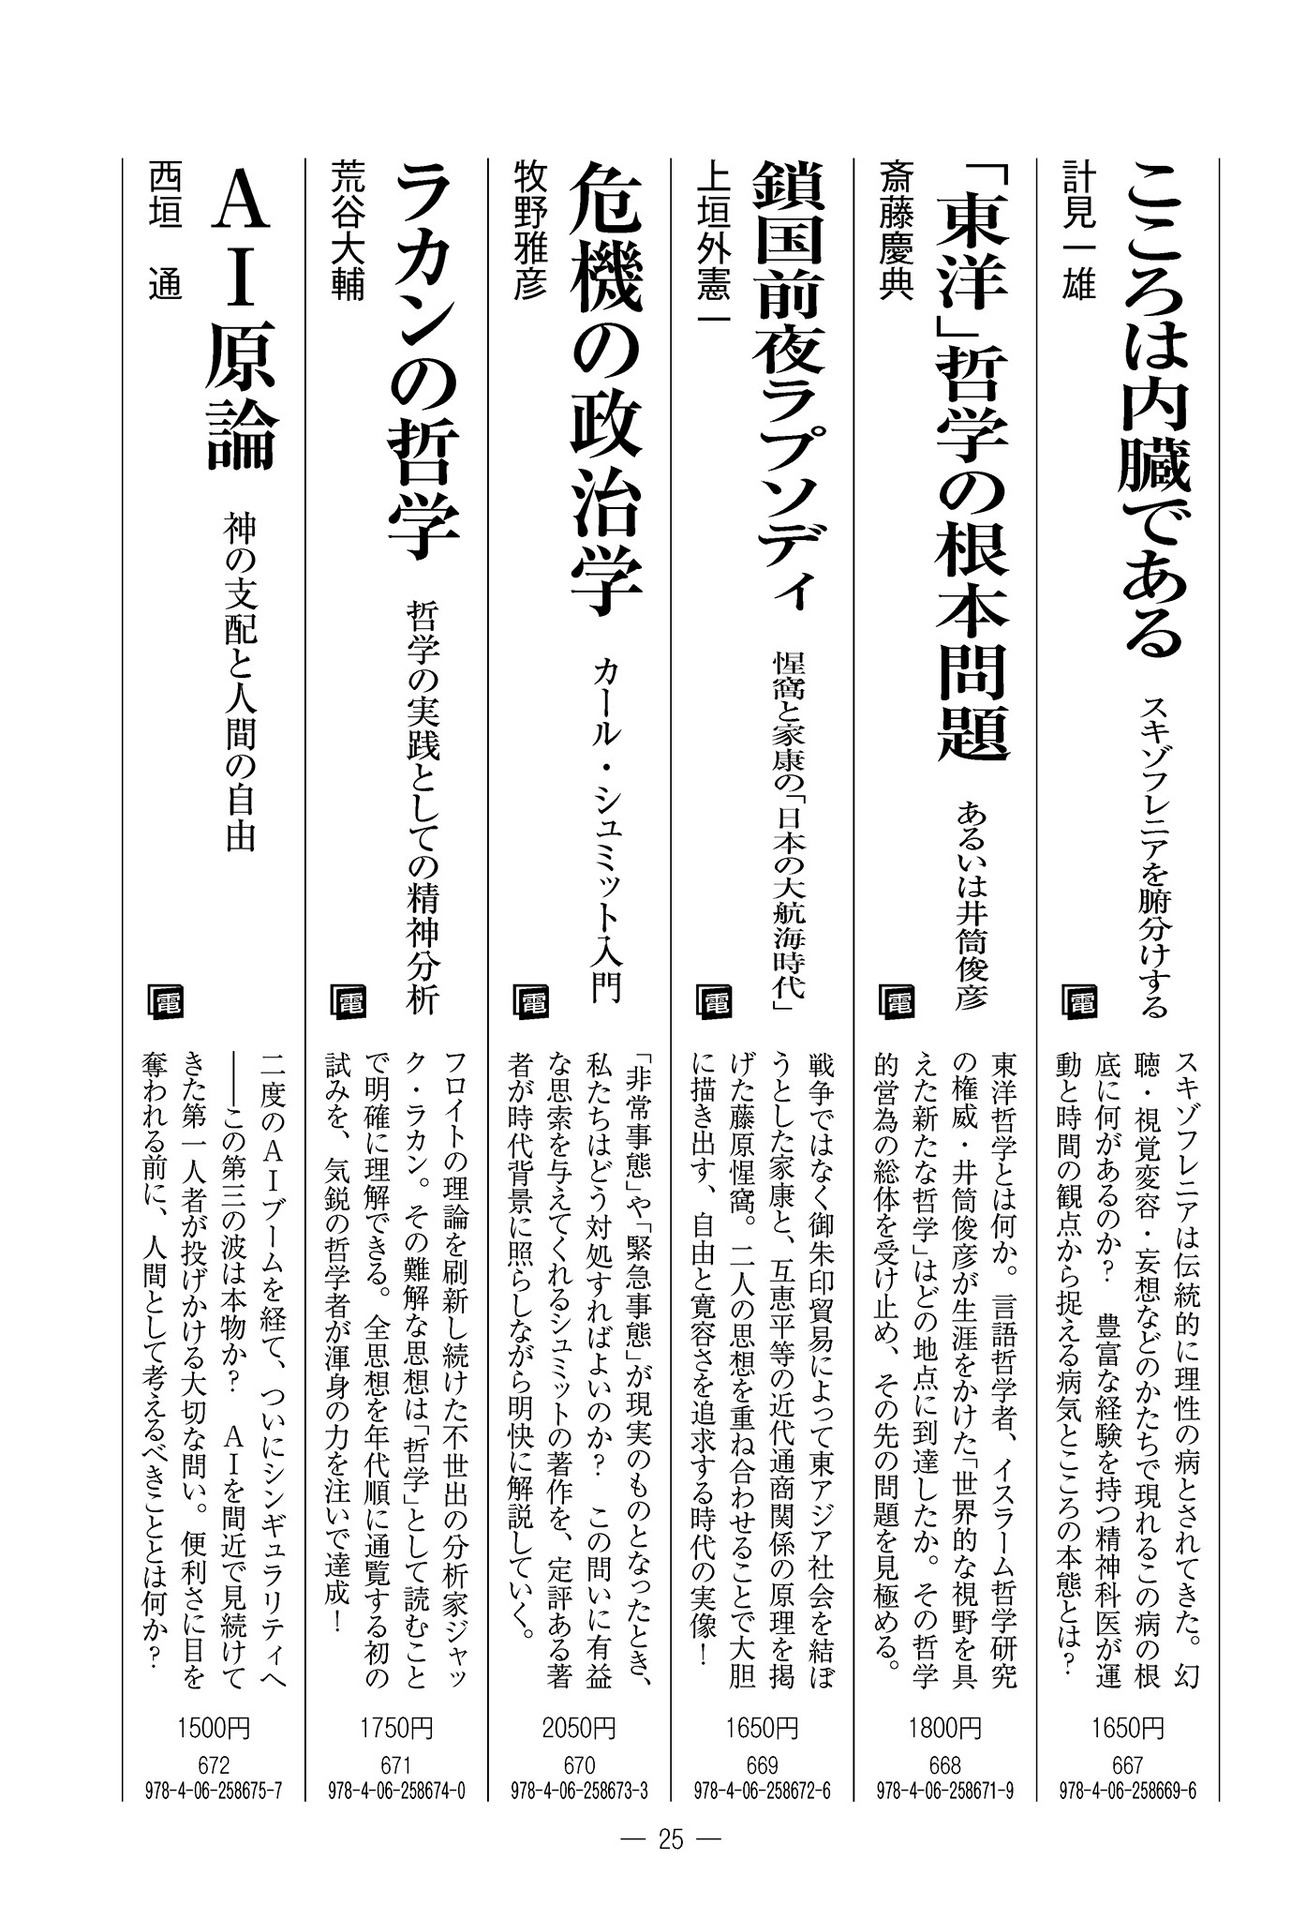 こころは内臓である
スキゾフレニアを腑分けする
計見一雄
電
スキゾフレニアは伝統的に理性の病とされてきた。幻
聴・視覚変容・妄想などのかたちで現れるこの病の根
底に何があるのか？　豊富な経験を持つ精神科医が運
動と時間の観点から捉える病気とこころの本態とは？
1650円
667
978-4-06-258669-6
「東洋」哲学の根本問題
あるいは井筒俊彦
斎藤慶典
電
東洋哲学とは何か。言語哲学者、イスラーム哲学研究
の権威・井筒俊彦が生涯をかけた「世界的な視野を具
えた新たな哲学」はどの地点に到達したか。その哲学
的営為の総体を受け止め、その先の問題を見極める。
1800円
668
978-4-06-258671-9
鎖国前夜ラプソディ
惺窩と家康の「日本の大航海時代」
上垣外憲一
電
戦争ではなく御朱印貿易によって東アジア社会を結ぼ
うとした家康と、互恵平等の近代通商関係の原理を掲
げた藤原惺窩。二人の思想を重ね合わせることで大胆
に描き出す、自由と寛容さを追求する時代の実像！
1650円
669
978-4-06-258672-6
危機の政治学
カール・シュミット入門
牧野雅彦
電
「非常事態」や「緊急事態」が現実のものとなったとき、
私たちはどう対処すればよいのか？　この問いに有益
な思索を与えてくれるシュミットの著作を、定評ある著
者が時代背景に照らしながら明快に解説していく。
2050円
670
978-4-06-258673-3
ラカンの哲学
哲学の実践としての精神分析
荒谷大輔
電
フロイトの理論を刷新し続けた不世出の分析家ジャッ
ク・ラカン。その難解な思想は「哲学」として読むこと
で明確に理解できる。全思想を年代順に通覧する初の
試みを、気鋭の哲学者が渾身の力を注いで達成！
1750円
671
978-4-06-258674-0
ＡＩ原論
神の支配と人間の自由
西垣　通
電
二度のＡＩブームを経て、ついにシンギュラリティへ
――この第三の波は本物か？　ＡＩを間近で見続けて
きた第一人者が投げかける大切な問い。便利さに目を
奪われる前に、人間として考えるべきこととは何か？
1500円
672
978-4-06-258675-7
― 25 ―